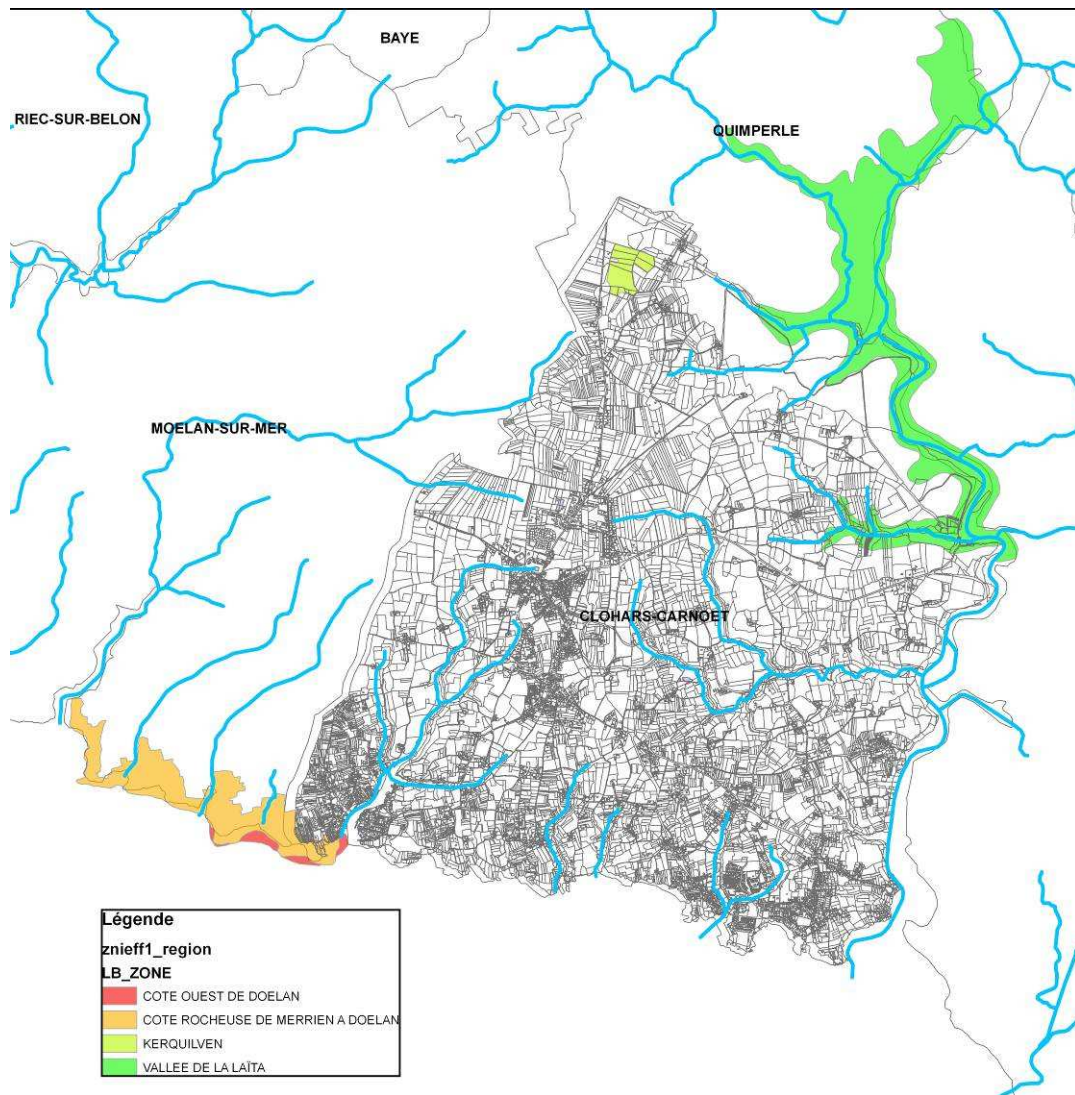 BAYE
RIEC-SUR-BELON
QUIMPERLE
MOELAN-SUR-MER
CLOHARS-CARNOET
Légende
znieff1_region
LB_ZONE
COTE OUEST DE DOELAN
COTE ROCHEUSE DE MERRIEN A DOELAN
KERQUILVEN
VALLEE DE LA LAÏTA